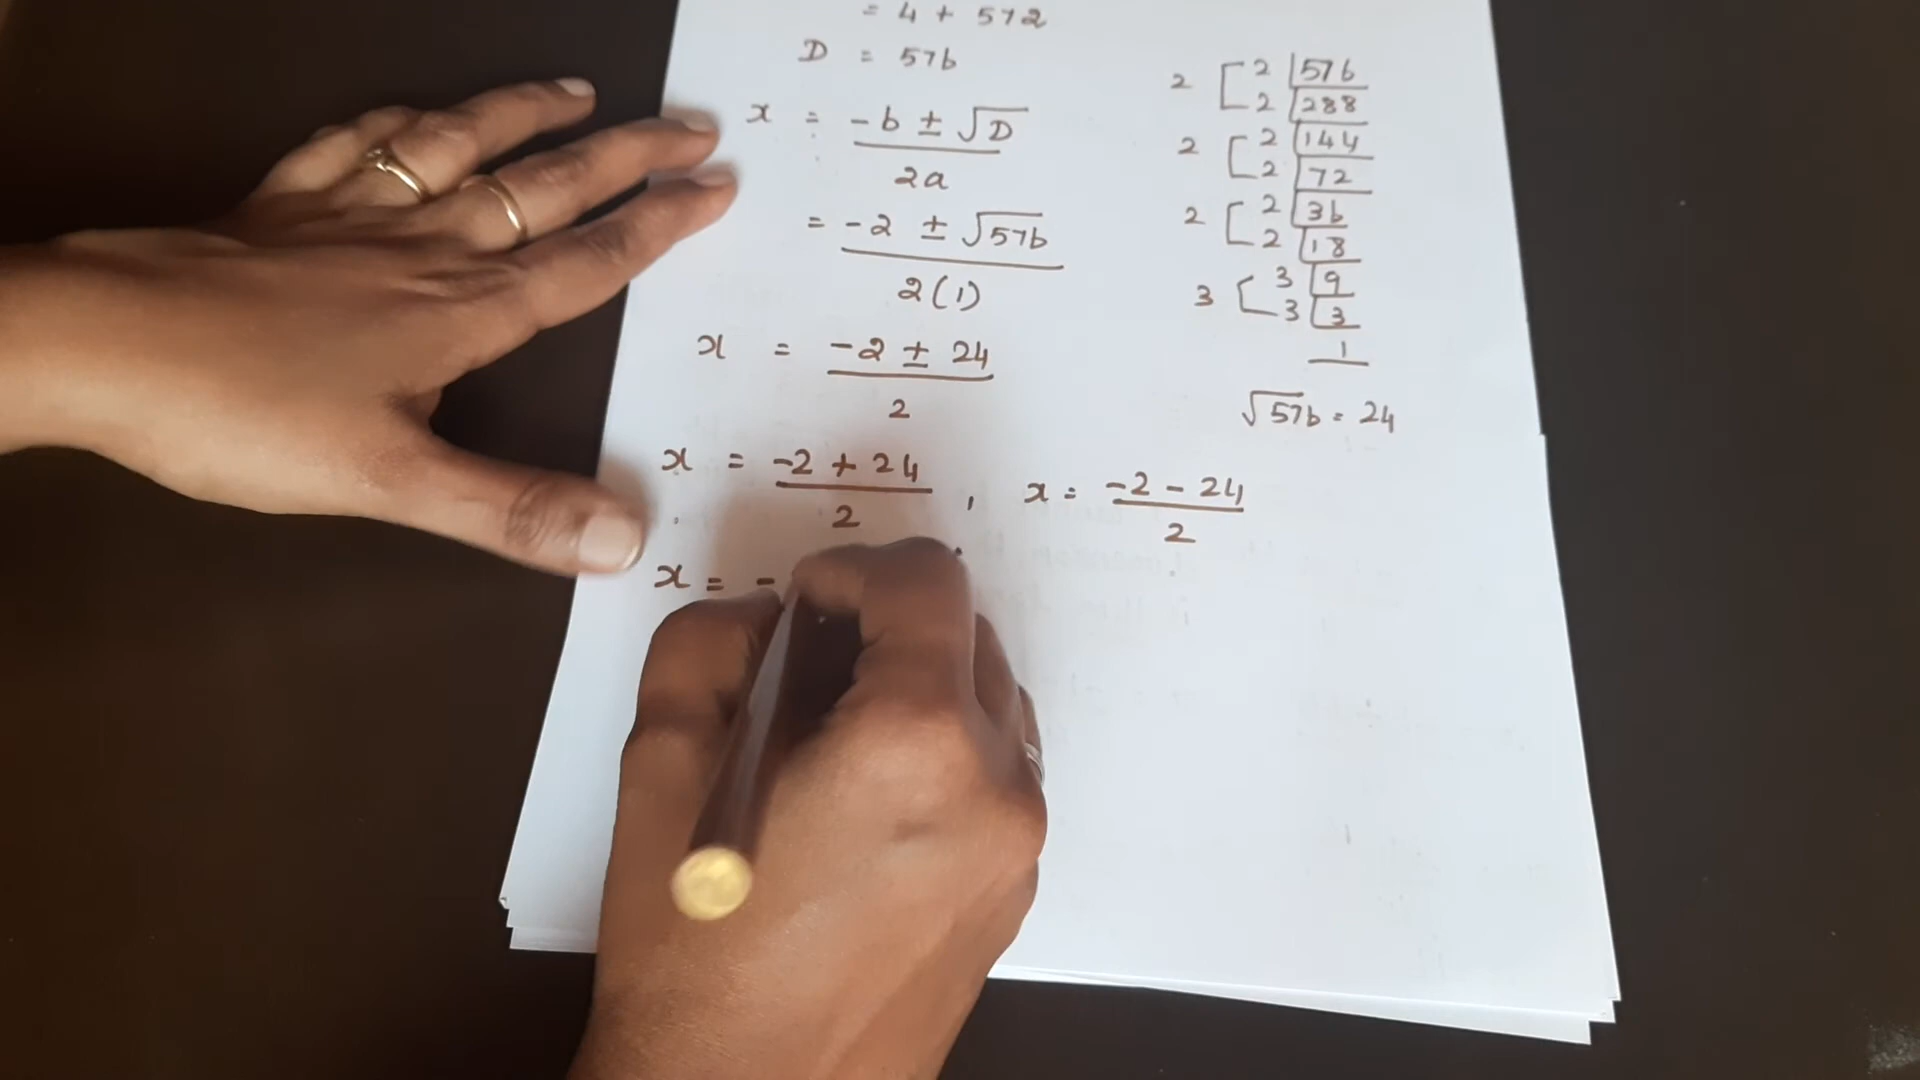 = 4 + 572
D = 576
x = -b ± √D
2a
= -2 ± √576
2(1)
x = -2 ± 24
2
x = -2 + 24 , x = -2 - 24
2 2
x = -
2 [ 2 | 576
2 | 288
2 [ 2 | 144
2 | 72
2 [ 2 | 36
2 | 18
3 [ 3 | 9
3 | 3
1
√576 = 24